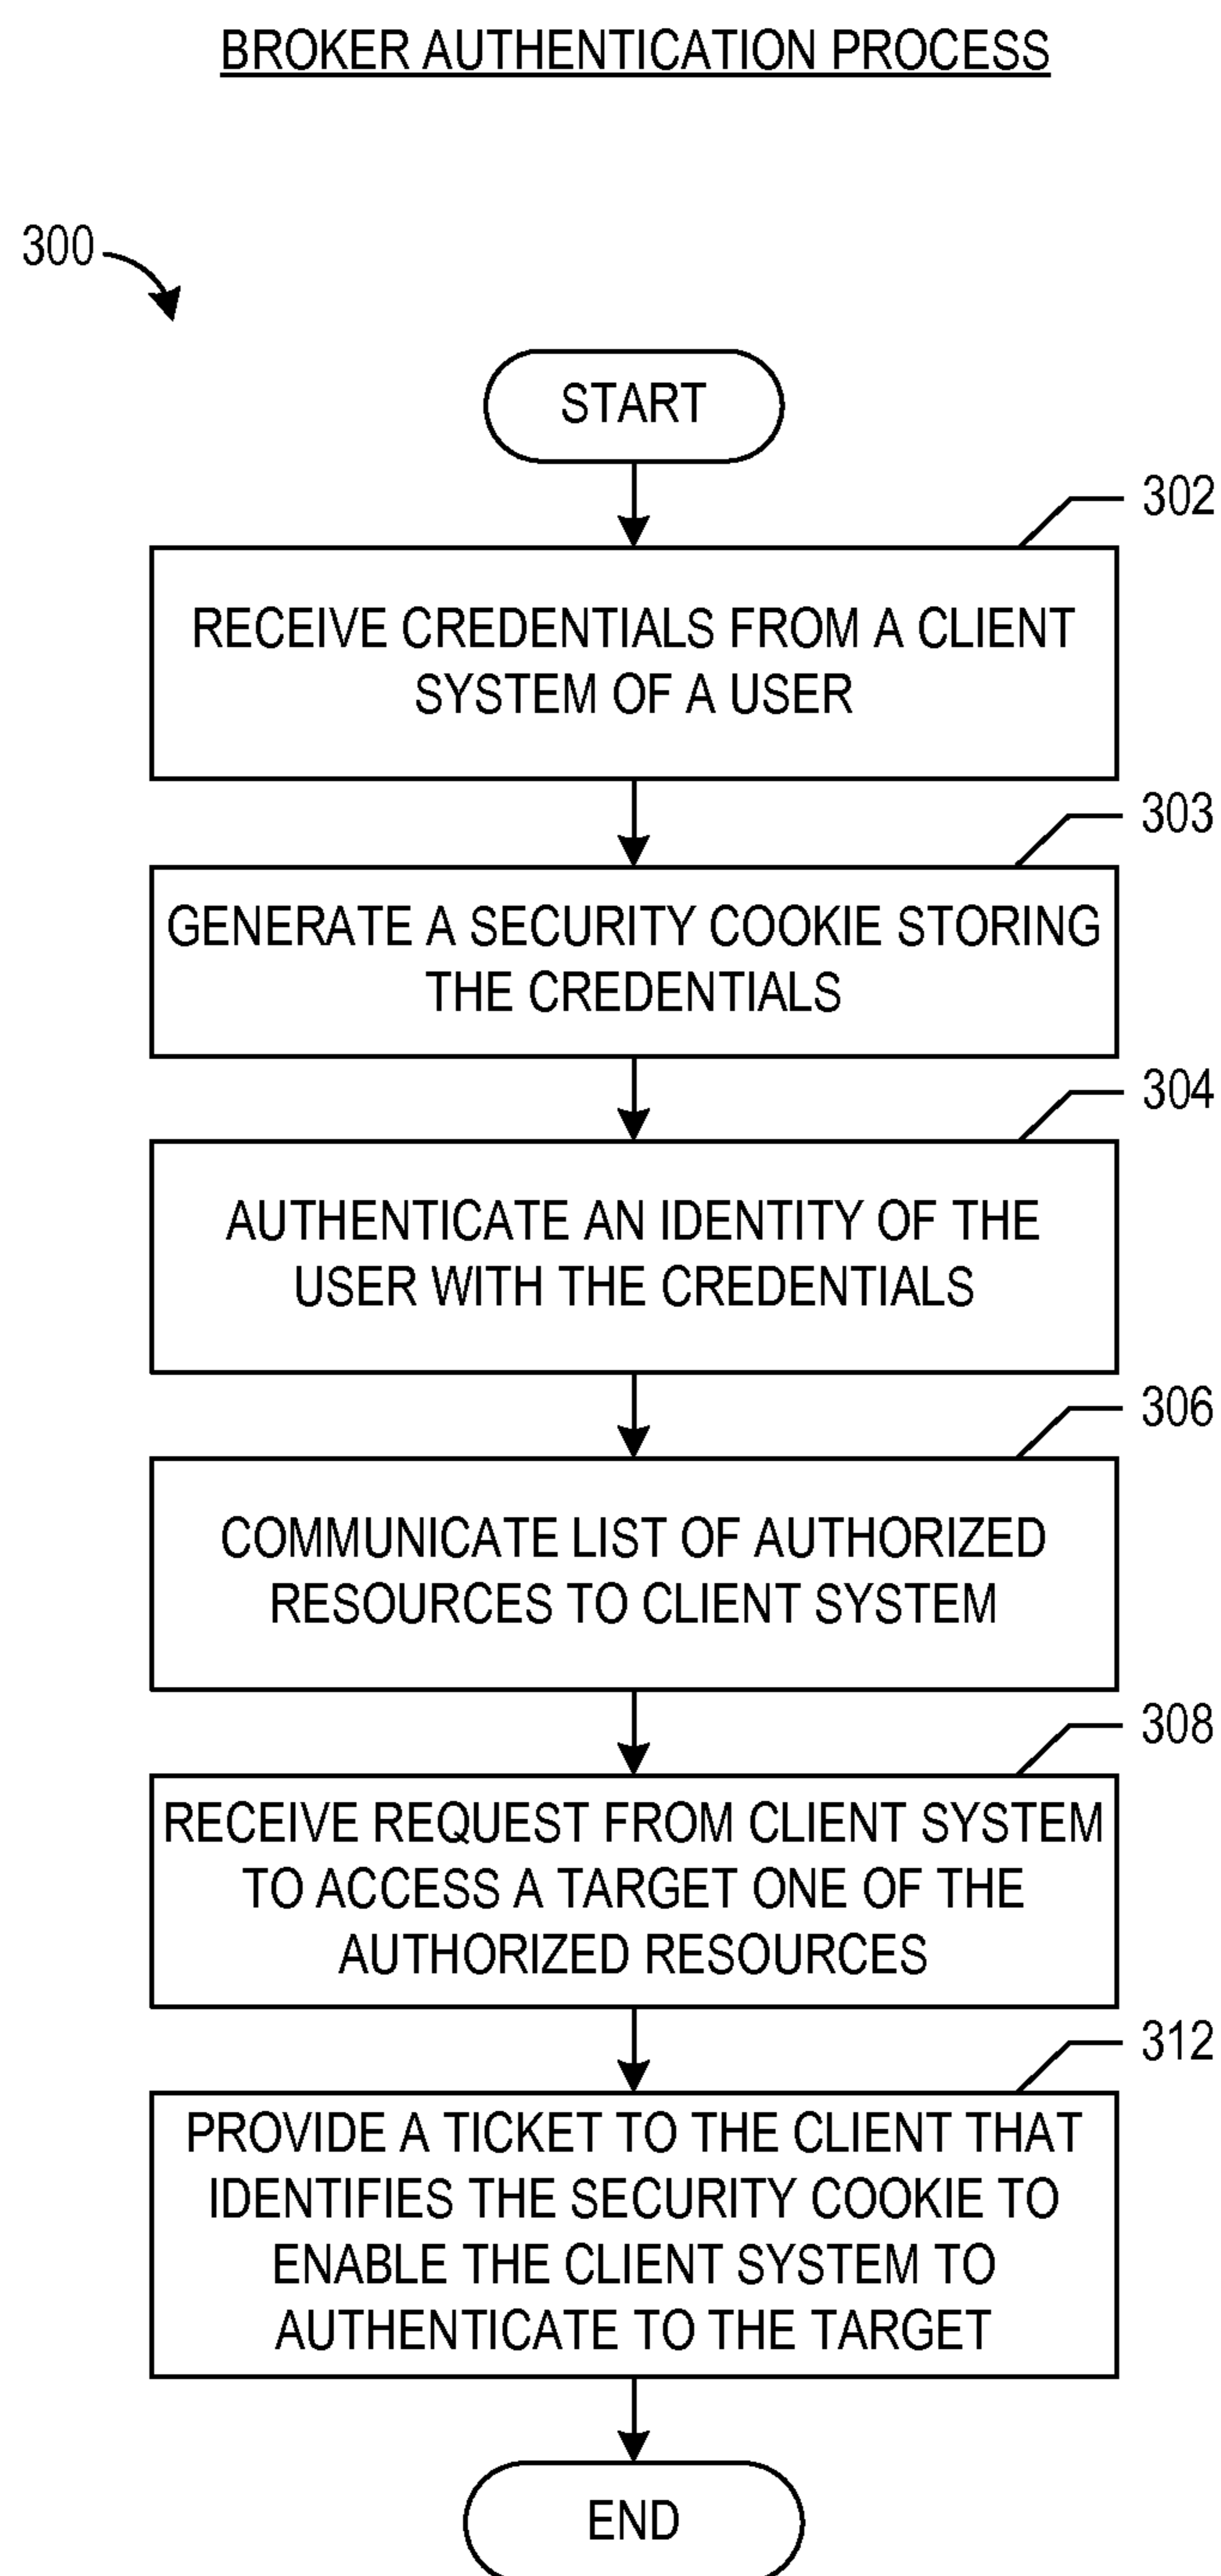 BROKER AUTHENTICATION PROCESS
300
START
302
RECEIVE CREDENTIALS FROM A CLIENT
SYSTEM OF A USER
303
GENERATE A SECURITY COOKIE STORING
THE CREDENTIALS
304
AUTHENTICATE AN IDENTITY OF THE
USER WITH THE CREDENTIALS
306
COMMUNICATE LIST OF AUTHORIZED
RESOURCES TO CLIENT SYSTEM
308
RECEIVE REQUEST FROM CLIENT SYSTEM
TO ACCESS A TARGET ONE OF THE
AUTHORIZED RESOURCES
312
PROVIDE A TICKET TO THE CLIENT THAT
IDENTIFIES THE SECURITY COOKIE TO
ENABLE THE CLIENT SYSTEM TO
AUTHENTICATE TO THE TARGET
END